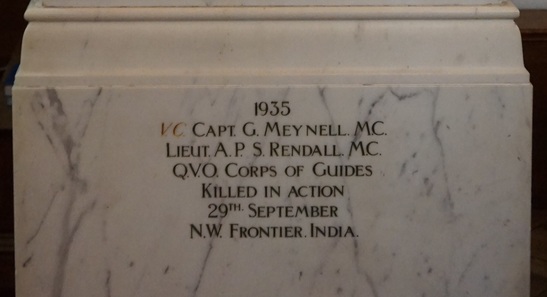 1935
VC CAPT. G. MEYNELL. MC.
LIEUT. A. P. S. RENDALL. MC.
Q.V.O. CORPS OF GUIDES
KILLED IN ACTION
29TH. SEPTEMBER
N.W. FRONTIER. INDIA.